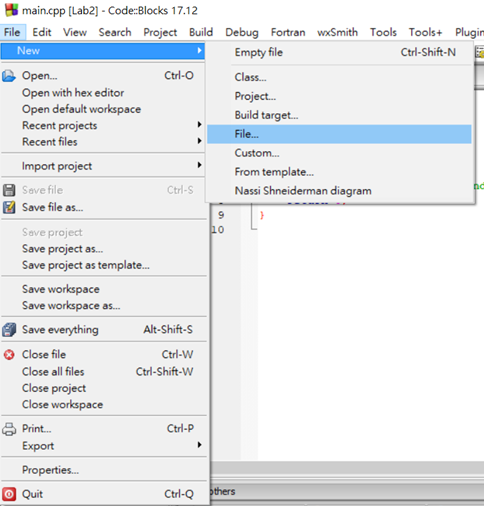 main.cpp [Lab2] - Code::Blocks 17.12
File Edit View Search Project Build Debug Fortran wxSmith Tools Tools+ Plugin
New
Empty file Ctrl-Shift-N
Class...
Project...
Build target...
File...
Custom...
From template...
Nassi Shneiderman diagram
Open... Ctrl-O
Open with hex editor
Open default workspace
Recent projects
Recent files
Import project
Save file Ctrl-S
Save file as...
Save project
Save project as...
Save project as template...
Save workspace
Save workspace as...
Save everything Alt-Shift-S
Close file Ctrl-W
Close all files Ctrl-Shift-W
Close project
Close workspace
Print... Ctrl-P
Export
Properties...
Quit Ctrl-Q
9 }
10
others